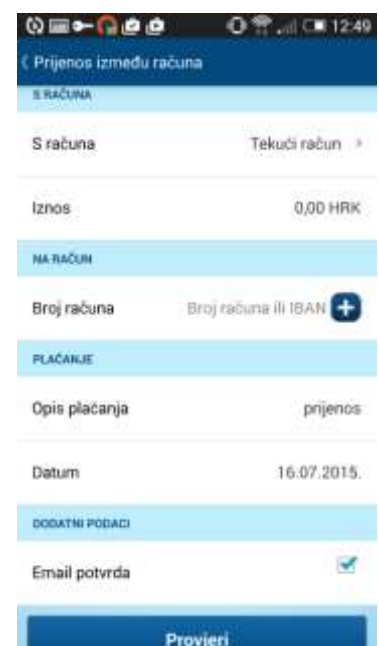 12:49
Prijenos između računa
S RAČUNA
S računa Tekući račun
Iznos 0,00 HRK
NA RAČUN
Broj računa Broj računa ili IBAN
PLAĆANJE
Opis plaćanja prijenos
Datum 16.07.2015.
DODATNI PODACI
Email potvrda
Provjeri